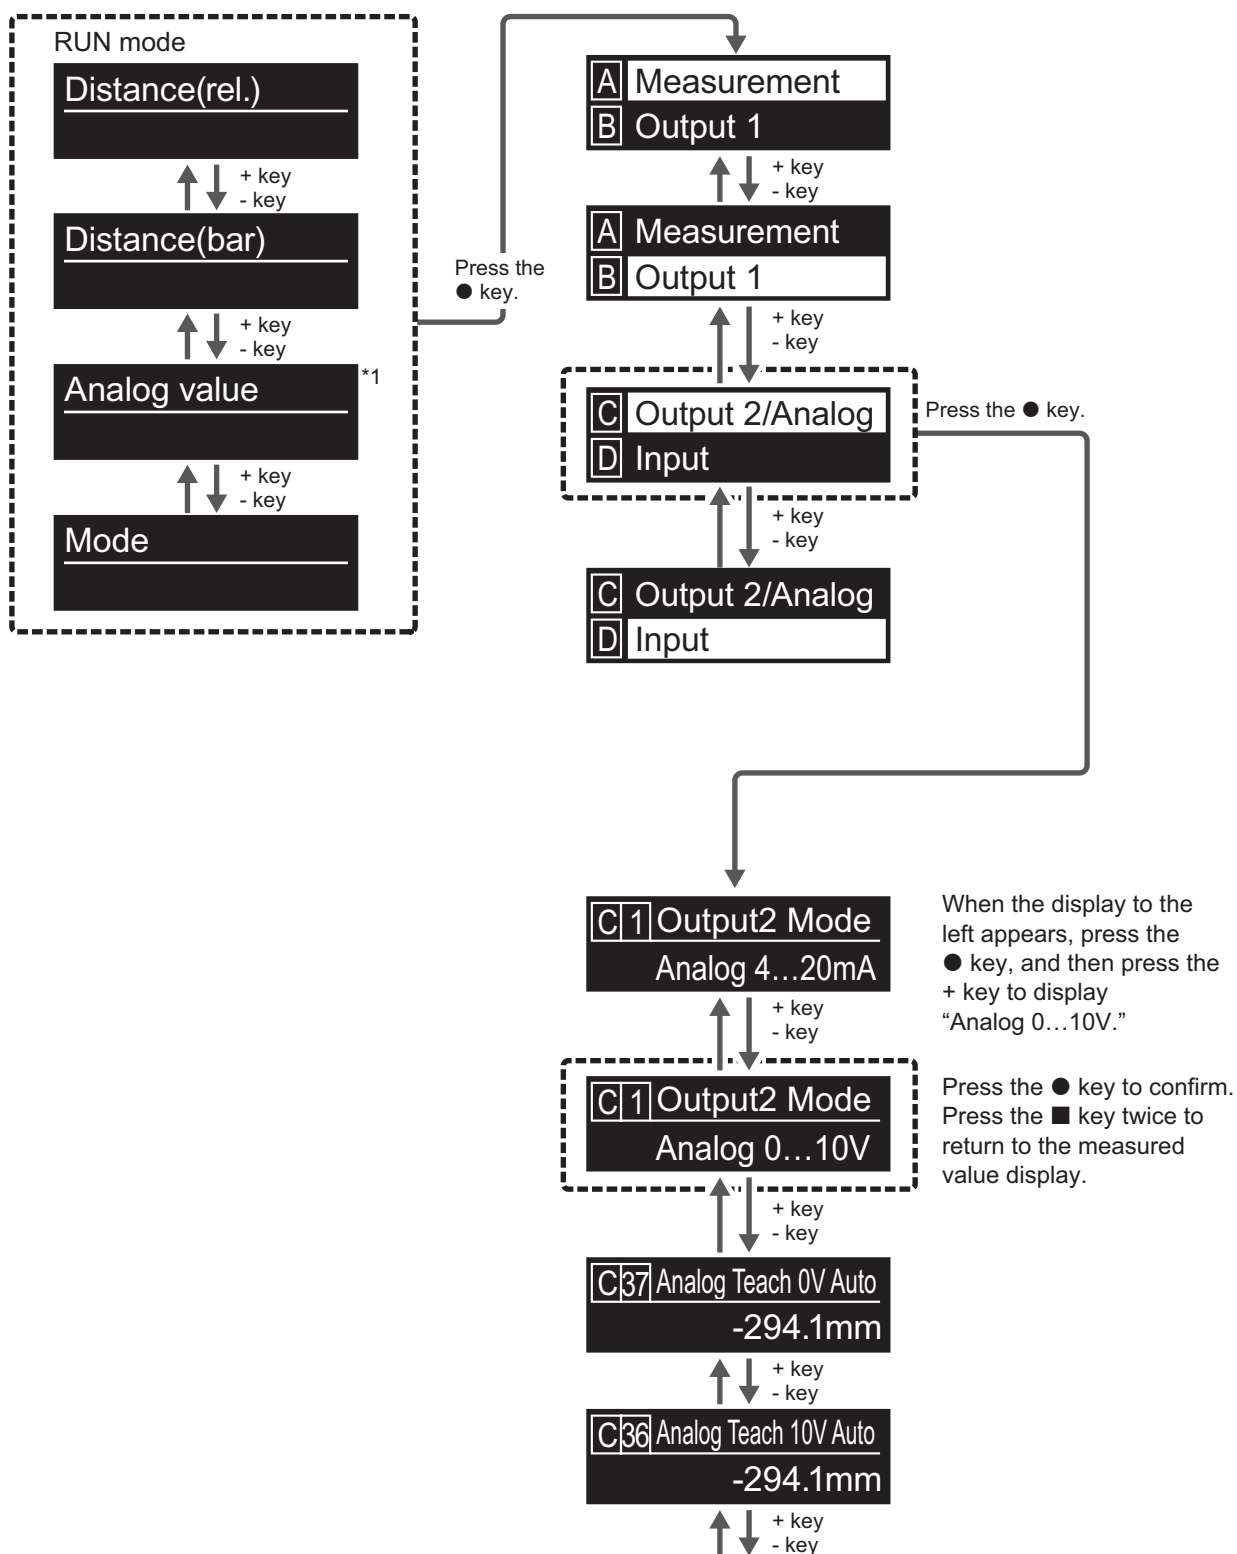 RUN mode
Distance(rel.)
+ key
- key
Distance(bar)
+ key
- key
Analog value
*1
+ key
- key
Mode
Press the
● key.
A Measurement
B Output 1
+ key
- key
A Measurement
B Output 1
+ key
- key
C Output 2/Analog
D Input
Press the ● key.
+ key
- key
C Output 2/Analog
D Input
C 1 Output2 Mode
Analog 4...20mA
When the display to the
left appears, press the
● key, and then press the
+ key to display
“Analog 0...10V.”
+ key
- key
C 1 Output2 Mode
Analog 0...10V
Press the ● key to confirm.
Press the ■ key twice to
return to the measured
value display.
+ key
- key
C 37 Analog Teach 0V Auto
-294.1mm
+ key
- key
C 36 Analog Teach 10V Auto
-294.1mm
+ key
- key